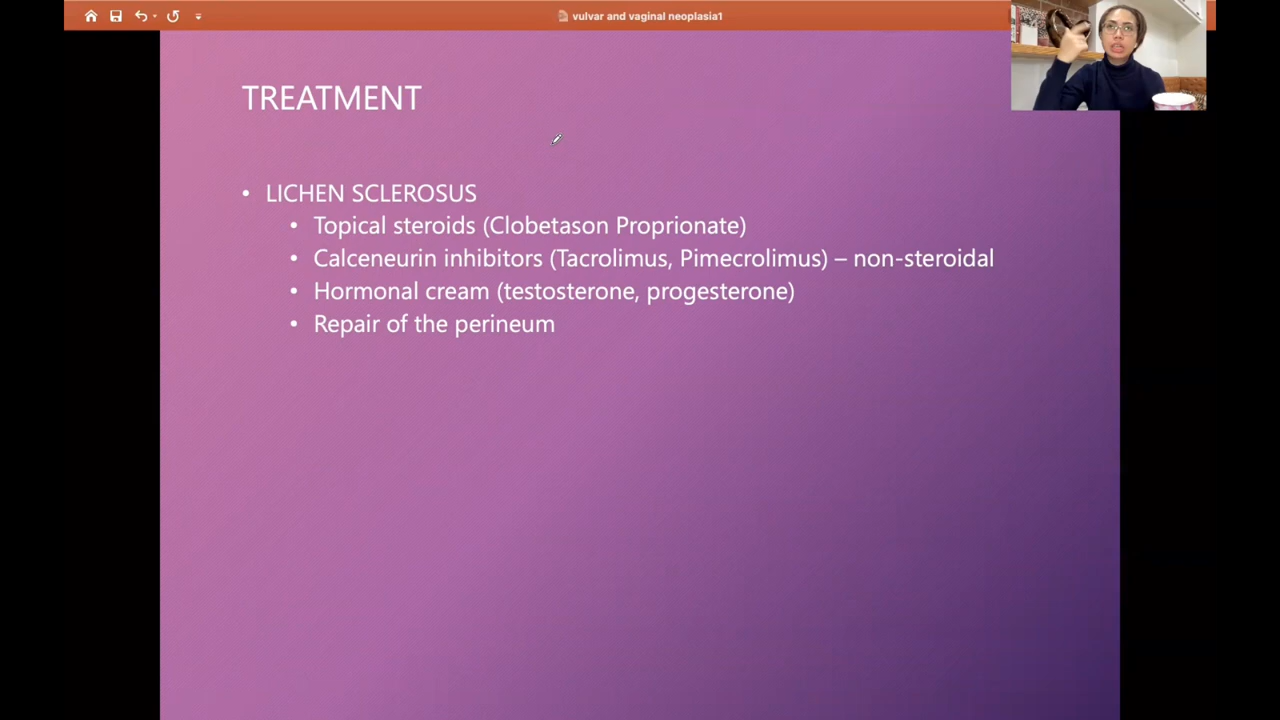 vulvar and vaginal neoplasia1
TREATMENT
• LICHEN SCLEROSUS
• Topical steroids (Clobetason Proprionate)
• Calceneurin inhibitors (Tacrolimus, Pimecrolimus) – non-steroidal
• Hormonal cream (testosterone, progesterone)
• Repair of the perineum